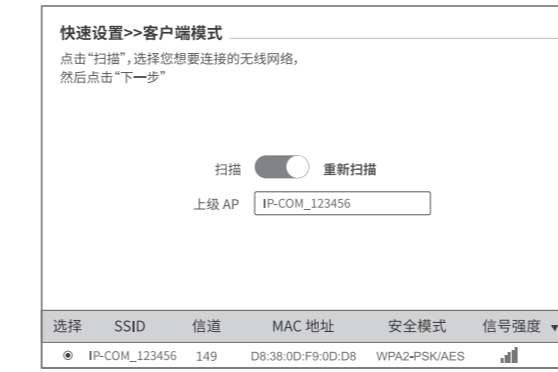 快速设置>>客户端模式
点击“扫描”，选择您想要连接的无线网络，
然后点击“下一步”
扫描 重新扫描
上级 AP IP-COM_123456
选择 SSID 信道 MAC 地址 安全模式 信号强度
IP-COM_123456 149 D8:38:0D:F9:0D:D8 WPA2-PSK/AES